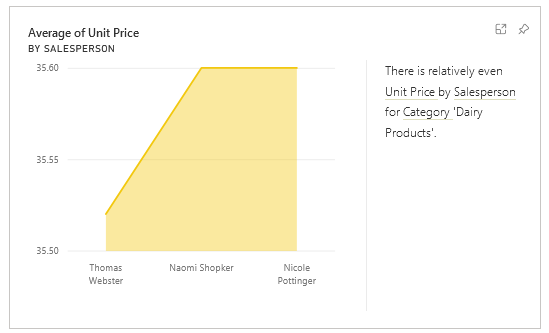 Average of Unit Price
BY SALESPERSON
35.60
35.55
35.50
Thomas
Webster
Naomi Shopker
Nicole
Pottinger
There is relatively even
Unit Price by Salesperson
for Category 'Dairy
Products'.